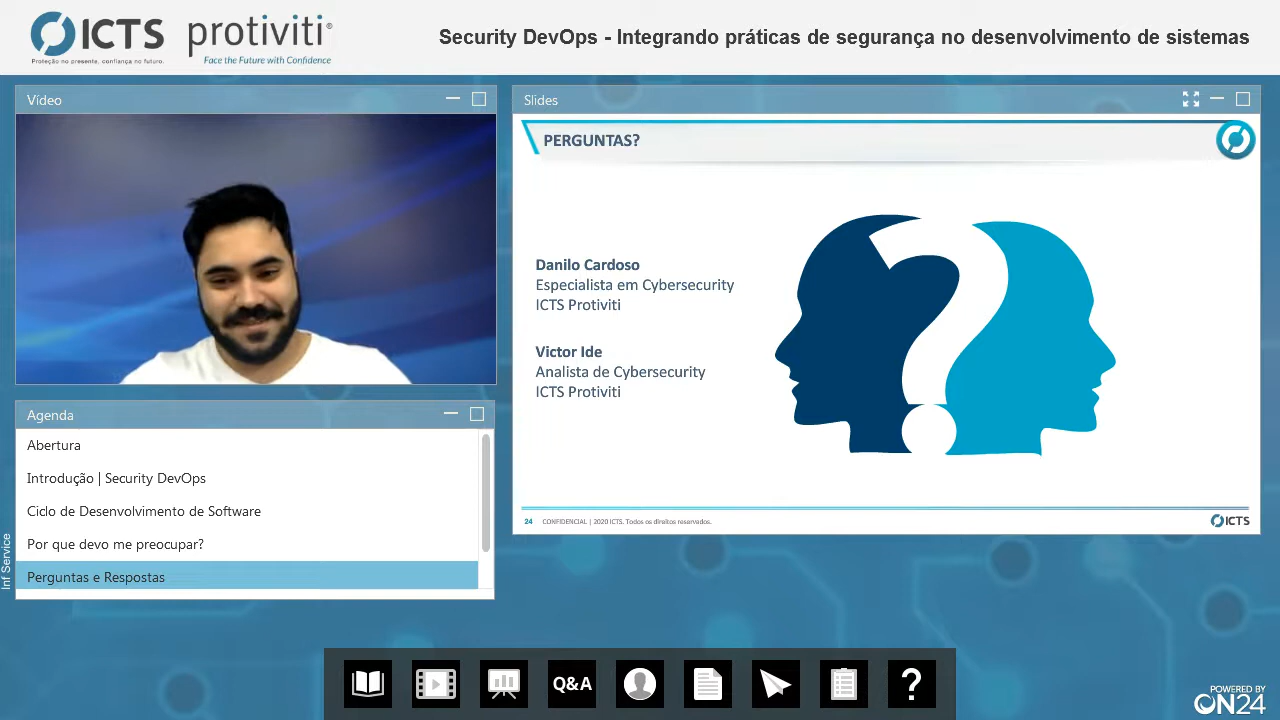 ICTS
Proteção no presente, confiança no futuro.
protiviti®
Face the Future with Confidence
Security DevOps - Integrando práticas de segurança no desenvolvimento de sistemas
Vídeo
Slides
PERGUNTAS?
Danilo Cardoso
Especialista em Cybersecurity
ICTS Protiviti
Victor Ide
Analista de Cybersecurity
ICTS Protiviti
24 CONFIDENCIAL | 2020 ICTS. Todos os direitos reservados.
ICTS
Agenda
Abertura
Introdução | Security DevOps
Ciclo de Desenvolvimento de Software
Por que devo me preocupar?
Perguntas e Respostas
Inf Service
Q&A
?
POWERED BY
ON24